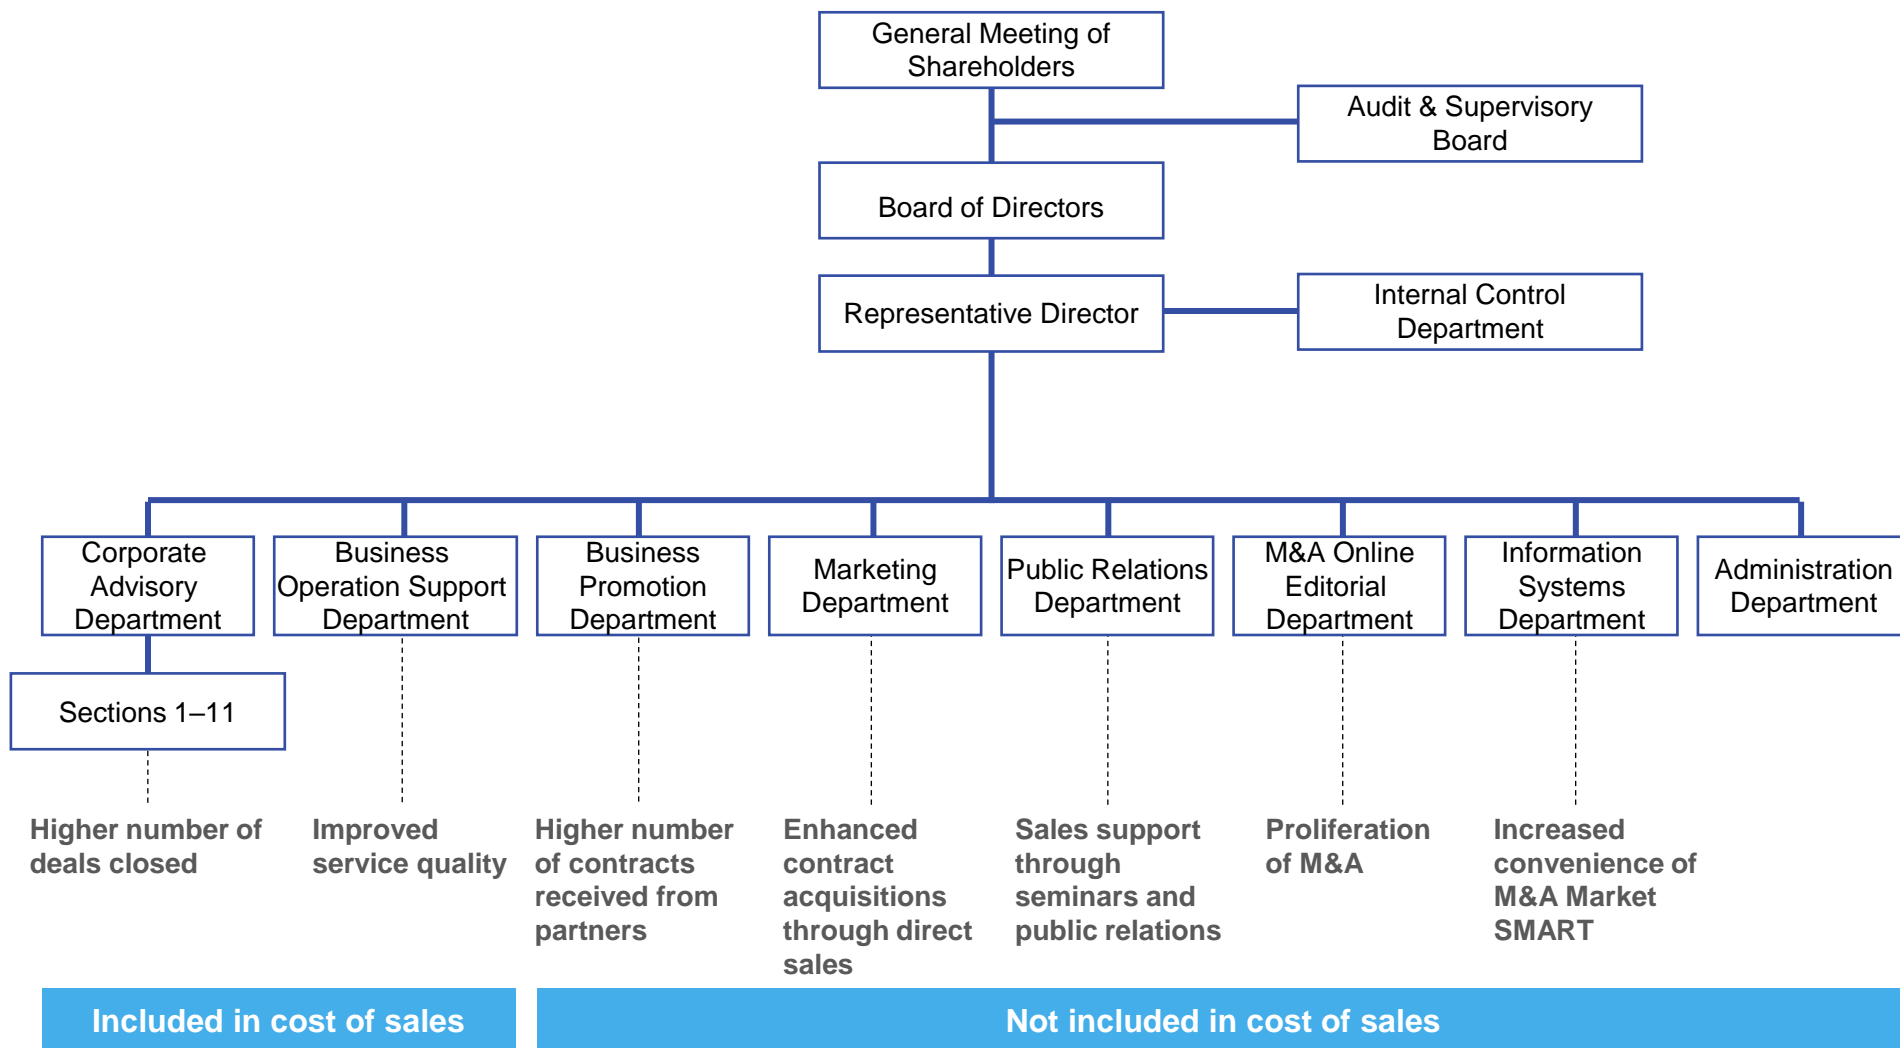 General Meeting of
Shareholders
Audit & Supervisory
Board
Board of Directors
Representative Director
Internal Control
Department
Corporate
Advisory
Department
Business
Operation Support
Department
Business
Promotion
Department
Marketing
Department
Public Relations
Department
M&A Online
Editorial
Department
Information
Systems
Department
Administration
Department
Sections 1–11
Higher number of
deals closed
Improved
service quality
Higher number
of contracts
received from
partners
Enhanced
contract
acquisitions
through direct
sales
Sales support
through
seminars and
public relations
Proliferation
of M&A
Increased
convenience of
M&A Market
SMART
Included in cost of sales
Not included in cost of sales